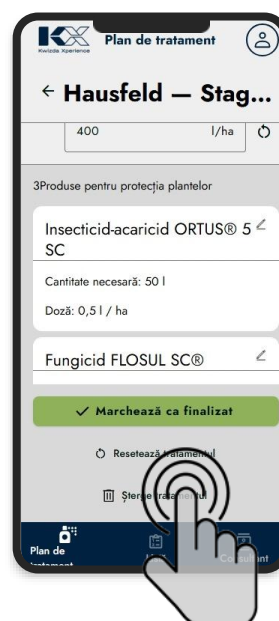 KX
Kwizda Xperience
Plan de tratament
← Hausfeld — Stag...
400 l/ha
3Produse pentru protecția plantelor
Insecticid-acaricid ORTUS® 5
SC
Cantitate necesară: 50 l
Doză: 0,5 l / ha
Fungicid FLOSUL SC®
✓ Marchează ca finalizat
Resetează tratamentul
Șterge tratamentul
Plan de
tratament